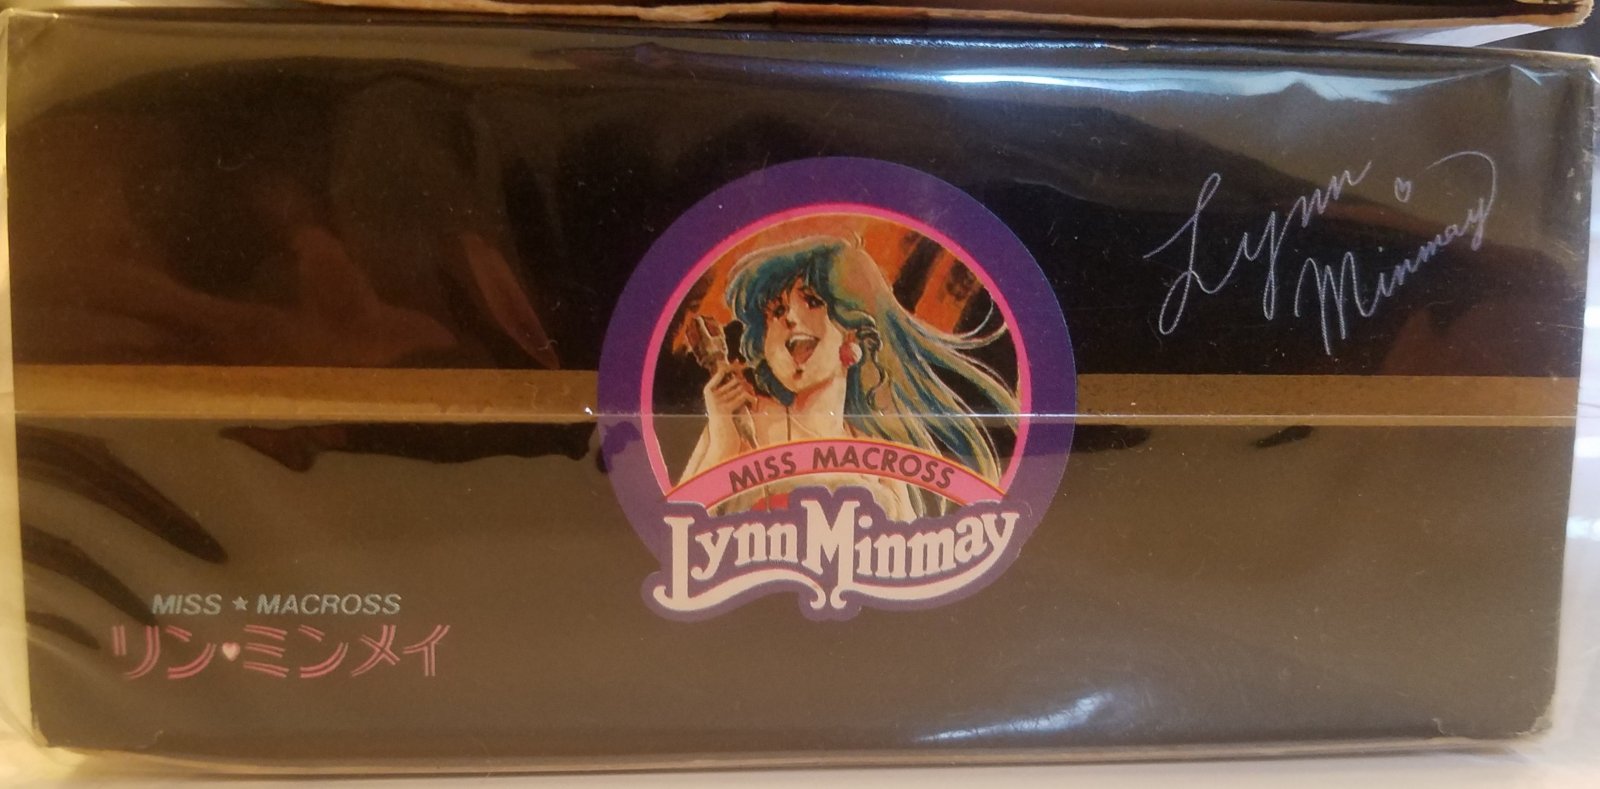 Lynn
Minmay
MISS MACROSS
Lynn Minmay
MISS ★ MACROSS
リン♥ミンメイ